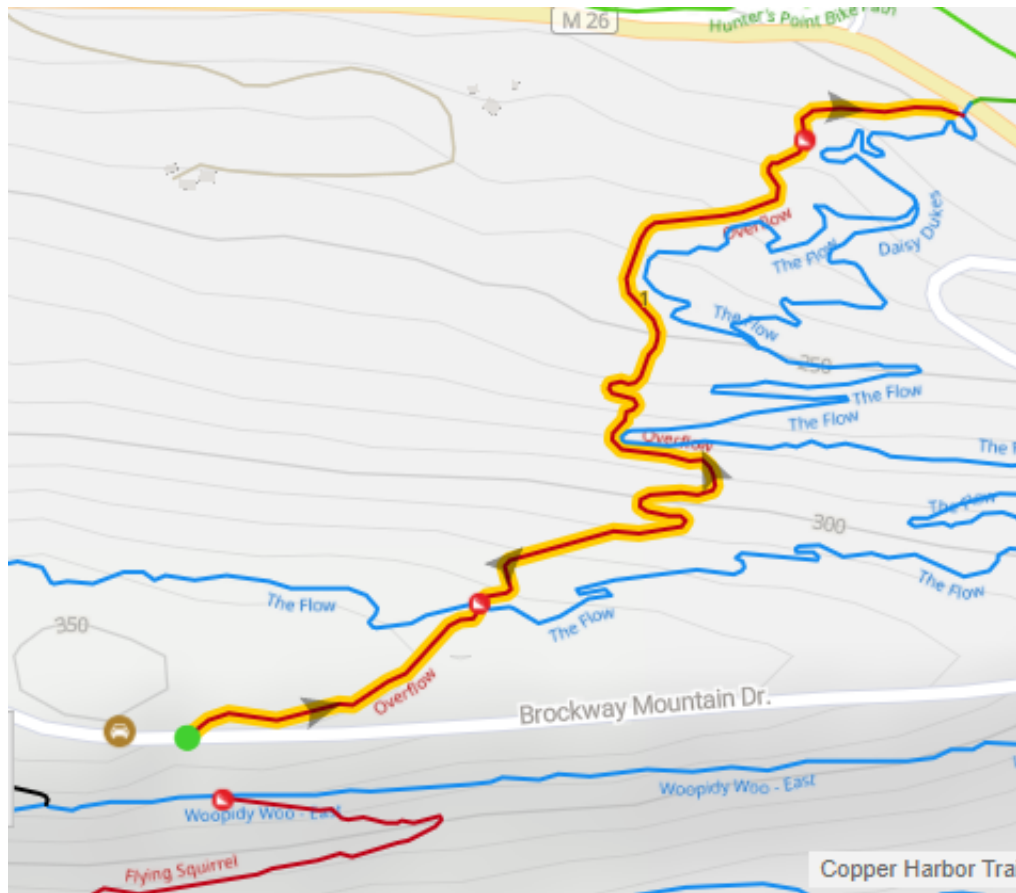 M 26
Hunter's Point Bike Path
Overflow
The Flow
Daisy Dukes
1
The Flow
250
The Flow
The Flow
Overflow
The F
The Flow
300
The Flow
The Flow
The Flow
350
Overflow
Brockway Mountain Dr.
Woopidy Woo - East
Woopidy Woo - East
Flying Squirrel
Copper Harbor Trai